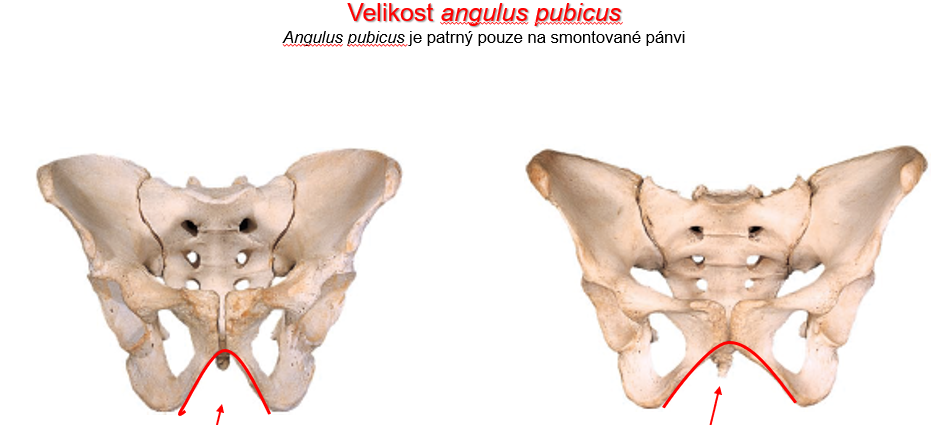 Velikost angulus pubicus
Angulus pubicus je patrný pouze na smontované pánvi